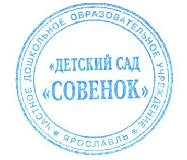 ЧАСТНОЕ ДОШКОЛЬНОЕ ОБРАЗОВАТЕЛЬНОЕ УЧРЕЖДЕНИЕ
«ДЕТСКИЙ САД
«СОВЕНОК»
* ЯРОСЛАВЛЬ *